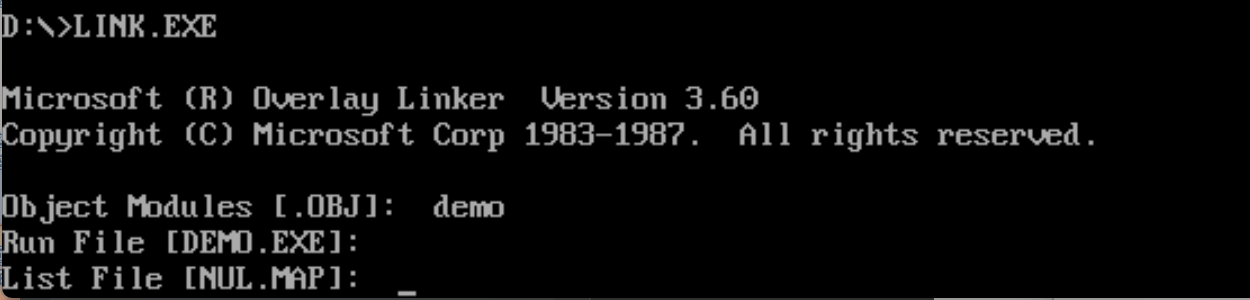 D:\>LINK.EXE
Microsoft (R) Overlay Linker  Version 3.60
Copyright (C) Microsoft Corp 1983-1987.  All rights reserved.
Object Modules [.OBJ]:  demo
Run File [DEMO.EXE]:
List File [NUL.MAP]:  _